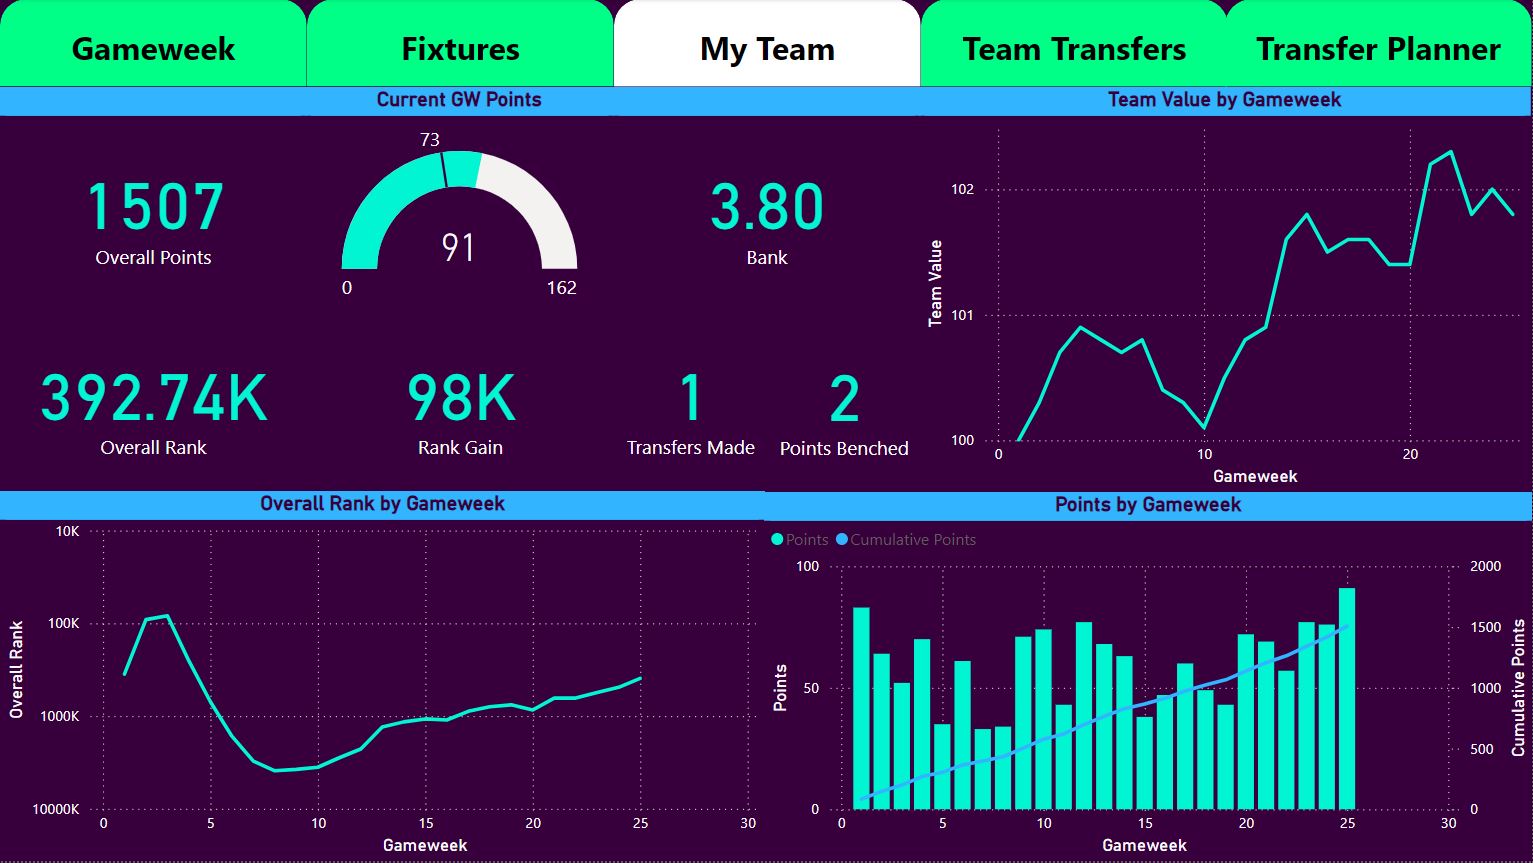 Gameweek
Fixtures
My Team
Team Transfers
Transfer Planner
Current GW Points
1507
Overall Points
73
91
0
162
3.80
Bank
392.74K
Overall Rank
98K
Rank Gain
1
Transfers Made
2
Points Benched
Team Value by Gameweek
Team Value
102
101
100
0 10 20
Gameweek
Overall Rank by Gameweek
Overall Rank
10K
100K
1000K
10000K
0 5 10 15 20 25 30
Gameweek
Points by Gameweek
Points Cumulative Points
Points
100
50
0
2000
1500
1000
500
0
Cumulative Points
0 5 10 15 20 25 30
Gameweek